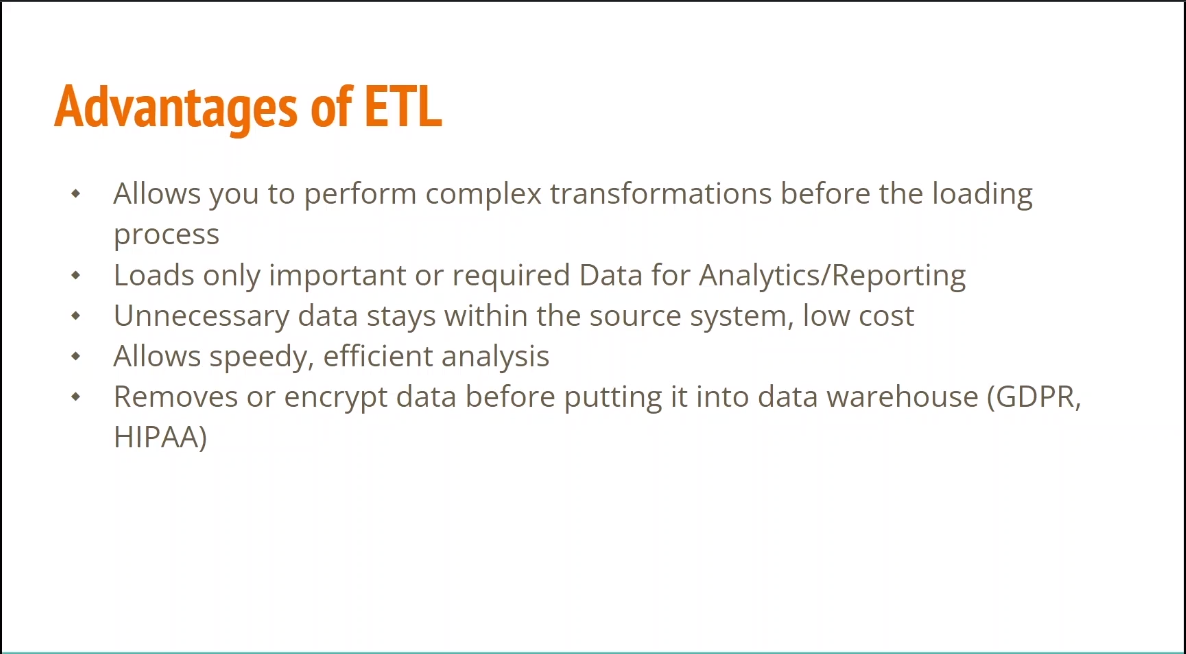 Advantages of ETL
Allows you to perform complex transformations before the loading
process
Loads only important or required Data for Analytics/Reporting
Unnecessary data stays within the source system, low cost
Allows speedy, efficient analysis
Removes or encrypt data before putting it into data warehouse (GDPR,
HIPAA)